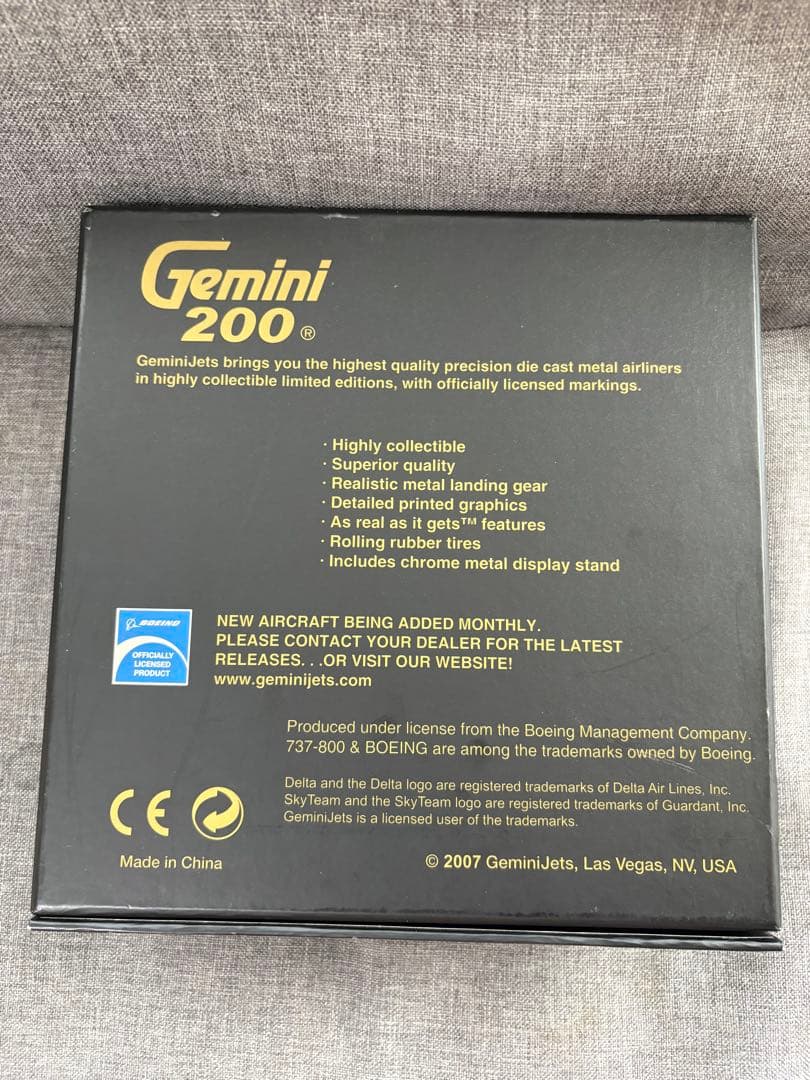 Gemini
200®
GeminiJets brings you the highest quality precision die cast metal airliners
in highly collectible limited editions, with officially licensed markings.
· Highly collectible
· Superior quality
· Realistic metal landing gear
· Detailed printed graphics
· As real as it gets™ features
· Rolling rubber tires
· Includes chrome metal display stand
BOEING
OFFICIALLY
LICENSED
PRODUCT
NEW AIRCRAFT BEING ADDED MONTHLY.
PLEASE CONTACT YOUR DEALER FOR THE LATEST
RELEASES. . .OR VISIT OUR WEBSITE!
www.geminijets.com
Produced under license from the Boeing Management Company.
737-800 & BOEING are among the trademarks owned by Boeing.
Delta and the Delta logo are registered trademarks of Delta Air Lines, Inc.
SkyTeam and the SkyTeam logo are registered trademarks of Guardant, Inc.
GeminiJets is a licensed user of the trademarks.
CE
Made in China
© 2007 GeminiJets, Las Vegas, NV, USA